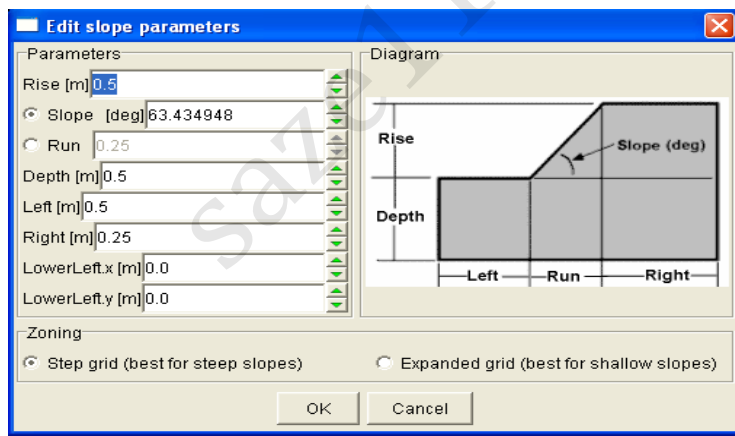 Edit slope parameters
Parameters
Rise [m] 0.5
Slope [deg] 63.434948
Run 0.25
Depth [m] 0.5
Left [m] 0.5
Right [m] 0.25
LowerLeft.x [m] 0.0
LowerLeft.y [m] 0.0
Diagram
Rise
Slope (deg)
Depth
Left Run Right
Zoning
Step grid (best for steep slopes) Expanded grid (best for shallow slopes)
OK Cancel